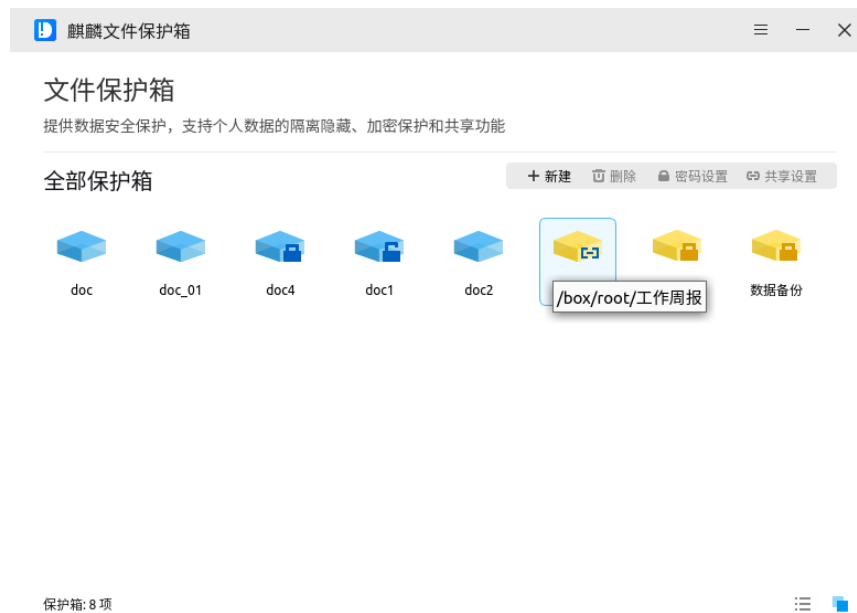 麒麟文件保护箱
文件保护箱
提供数据安全保护，支持个人数据的隔离隐藏、加密保护和共享功能
全部保护箱
新建 删除 密码设置 共享设置
doc doc_01 doc4 doc1 doc2 数据备份
/box/root/工作周报
保护箱: 8 项